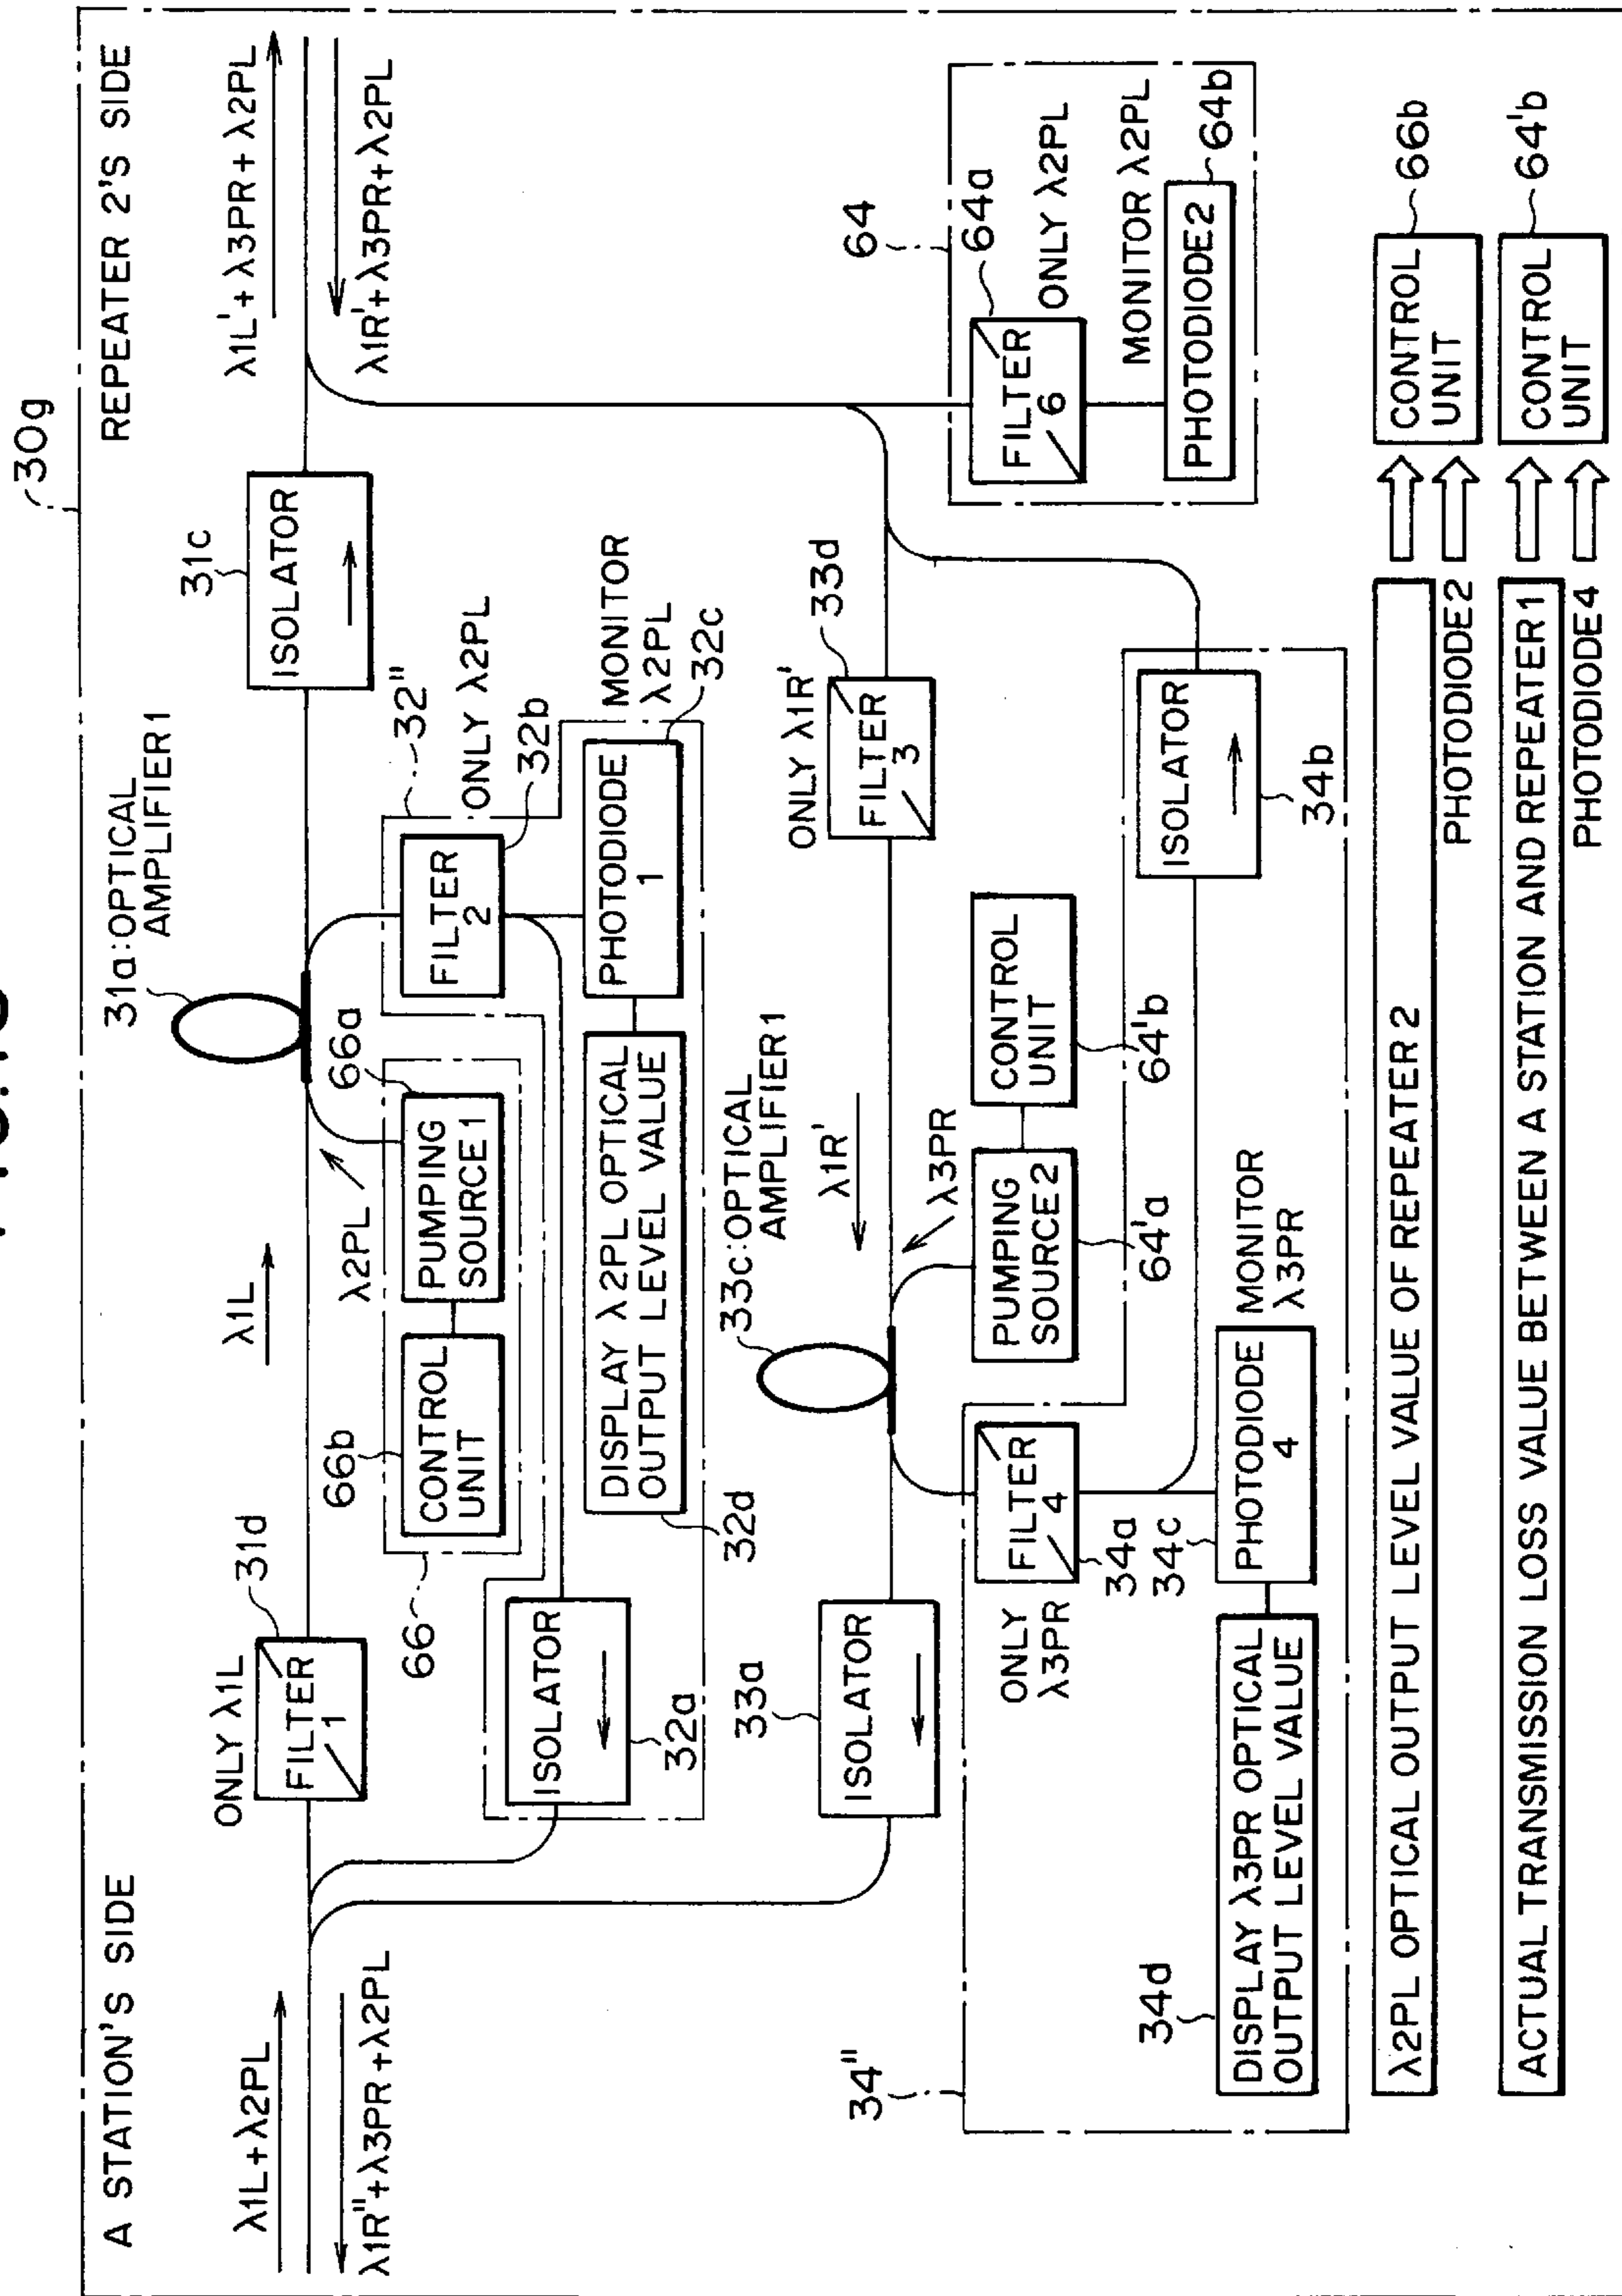 30g
A STATION'S SIDE
REPEATER 2'S SIDE
λ1L+λ2PL
λ1R"+λ3PR+λ2PL
λ1L'+λ3PR+λ2PL
λ1R'+λ3PR+λ2PL
ONLY λ1L
31d
FILTER
1
λ1L
31a:OPTICAL
AMPLIFIER1
31c
ISOLATOR
λ2PL
66b
CONTROL
UNIT
66a
PUMPING
SOURCE1
66
32"
ONLY λ2PL
FILTER
2
32b
MONITOR
λ2PL
PHOTODIODE
1
32c
ISOLATOR
32a
DISPLAY λ2PL OPTICAL
OUTPUT LEVEL VALUE
32d
33a
ISOLATOR
33c:OPTICAL
AMPLIFIER1
λ1R'
ONLY λ1R'
33d
FILTER
3
λ3PR
PUMPING
SOURCE2
64'a
CONTROL
UNIT
64'b
64
64a
FILTER
6
ONLY λ2PL
MONITOR λ2PL
PHOTODIODE2
64b
34"
ONLY
λ3PR
FILTER
4
34a
34c
PHOTODIODE
4
MONITOR
λ3PR
ISOLATOR
34b
34d
DISPLAY λ3PR OPTICAL
OUTPUT LEVEL VALUE
λ2PL OPTICAL OUTPUT LEVEL VALUE OF REPEATER 2
PHOTODIODE2
CONTROL
UNIT
66b
ACTUAL TRANSMISSION LOSS VALUE BETWEEN A STATION AND REPEATER1
PHOTODIODE4
CONTROL
UNIT
64'b